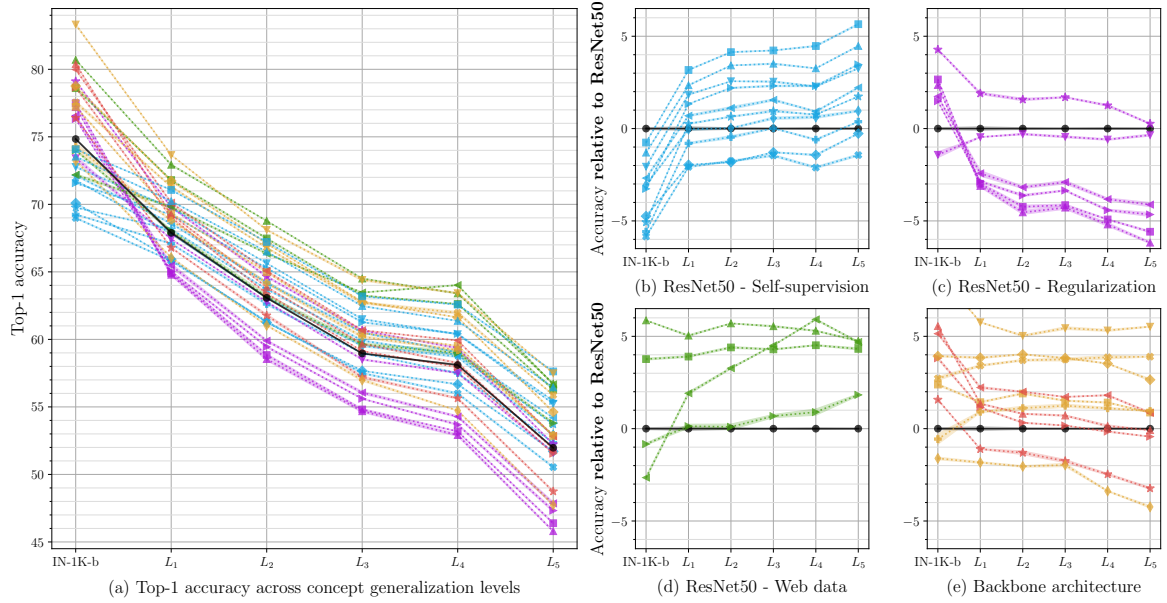 Top-1 accuracy
80
75
70
65
60
55
50
45
IN-1K-b L₁ L₂ L₃ L₄ L₅
(a) Top-1 accuracy across concept generalization levels
Accuracy relative to ResNet50
5
0
−5
IN-1K-b L₁ L₂ L₃ L₄ L₅
(b) ResNet50 - Self-supervision
5
0
−5
IN-1K-b L₁ L₂ L₃ L₄ L₅
(c) ResNet50 - Regularization
Accuracy relative to ResNet50
5
0
−5
IN-1K-b L₁ L₂ L₃ L₄ L₅
(d) ResNet50 - Web data
5
0
−5
IN-1K-b L₁ L₂ L₃ L₄ L₅
(e) Backbone architecture